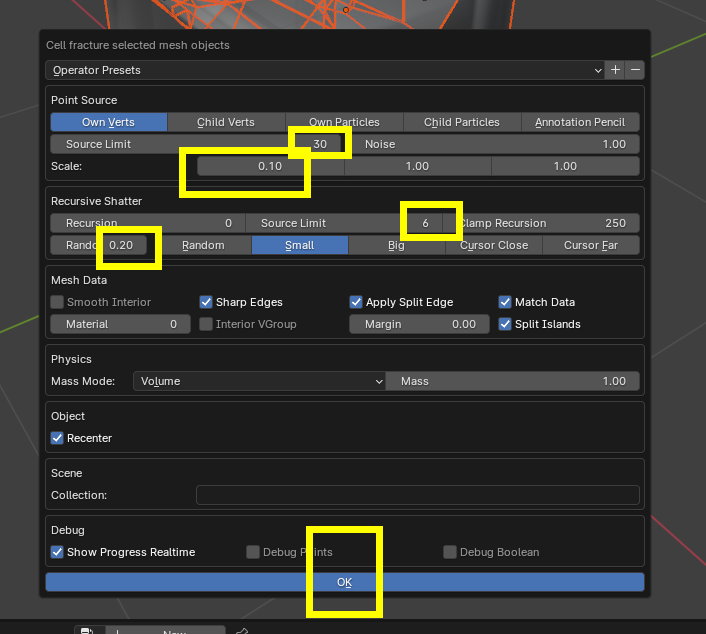 Cell fracture selected mesh objects
Operator Presets
Point Source
Own Verts Child Verts Own Particles Child Particles Annotation Pencil
Source Limit 30 Noise 1.00
Scale: 0.10 1.00 1.00
Recursive Shatter
Recursion 0 Source Limit 6 Clamp Recursion 250
Rando 0.20 Random Small Big Cursor Close Cursor Far
Mesh Data
Smooth Interior Sharp Edges Apply Split Edge Match Data
Material 0 Interior VGroup Margin 0.00 Split Islands
Physics
Mass Mode: Volume Mass 1.00
Object
Recenter
Scene
Collection:
Debug
Show Progress Realtime Debug Points Debug Boolean
OK